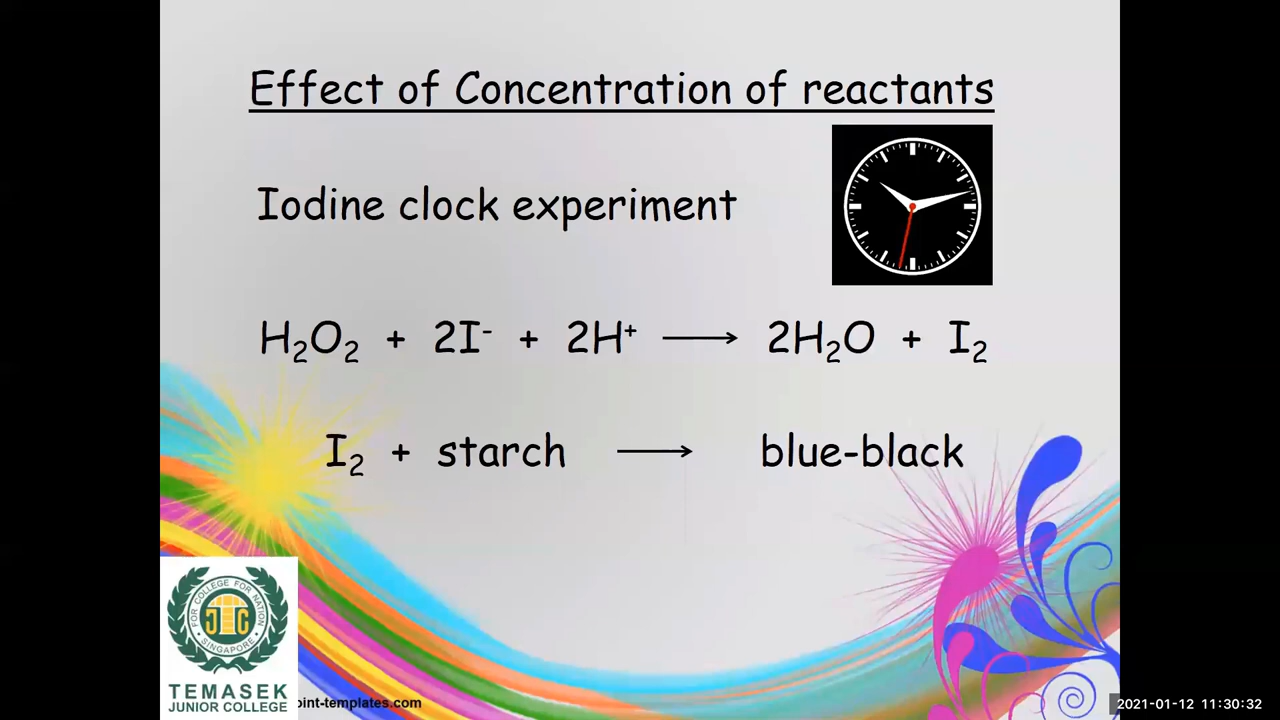 Effect of Concentration of reactants
Iodine clock experiment
H₂O₂ + 2I⁻ + 2H⁺ ⟶ 2H₂O + I₂
I₂ + starch ⟶ blue-black
FOR COLLEGE FOR NATION
TJC
SINGAPORE
TEMASEK
JUNIOR COLLEGE
oint-templates.com
2021-01-12 11:30:32